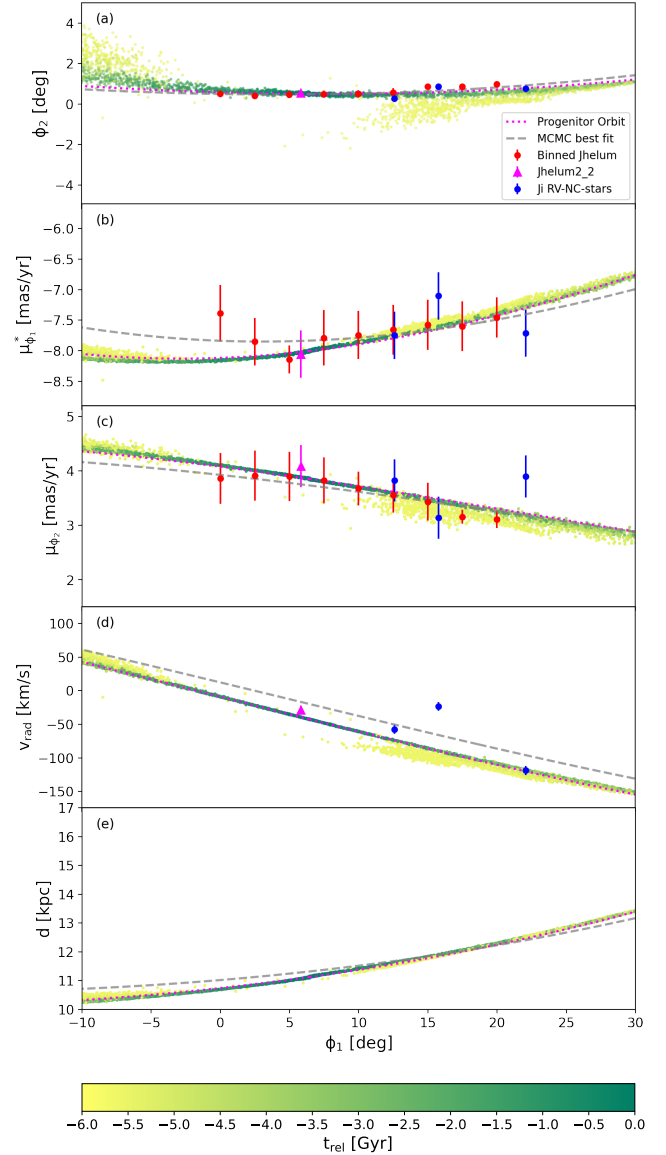 (a)
4
2
0
−2
−4
ϕ₂ [deg]
Progenitor Orbit
MCMC best fit
Binned Jhelum
Jhelum2_2
Ji RV-NC-stars
(b)
−6.0
−6.5
−7.0
−7.5
−8.0
−8.5
μ*ϕ₁ [mas/yr]
(c)
5
4
3
2
μϕ₂ [mas/yr]
(d)
100
50
0
−50
−100
−150
vrad [km/s]
(e)
17
16
15
14
13
12
11
10
d [kpc]
−10 −5 0 5 10 15 20 25 30
ϕ₁ [deg]
−6.0 −5.5 −5.0 −4.5 −4.0 −3.5 −3.0 −2.5 −2.0 −1.5 −1.0 −0.5 0.0
trel [Gyr]